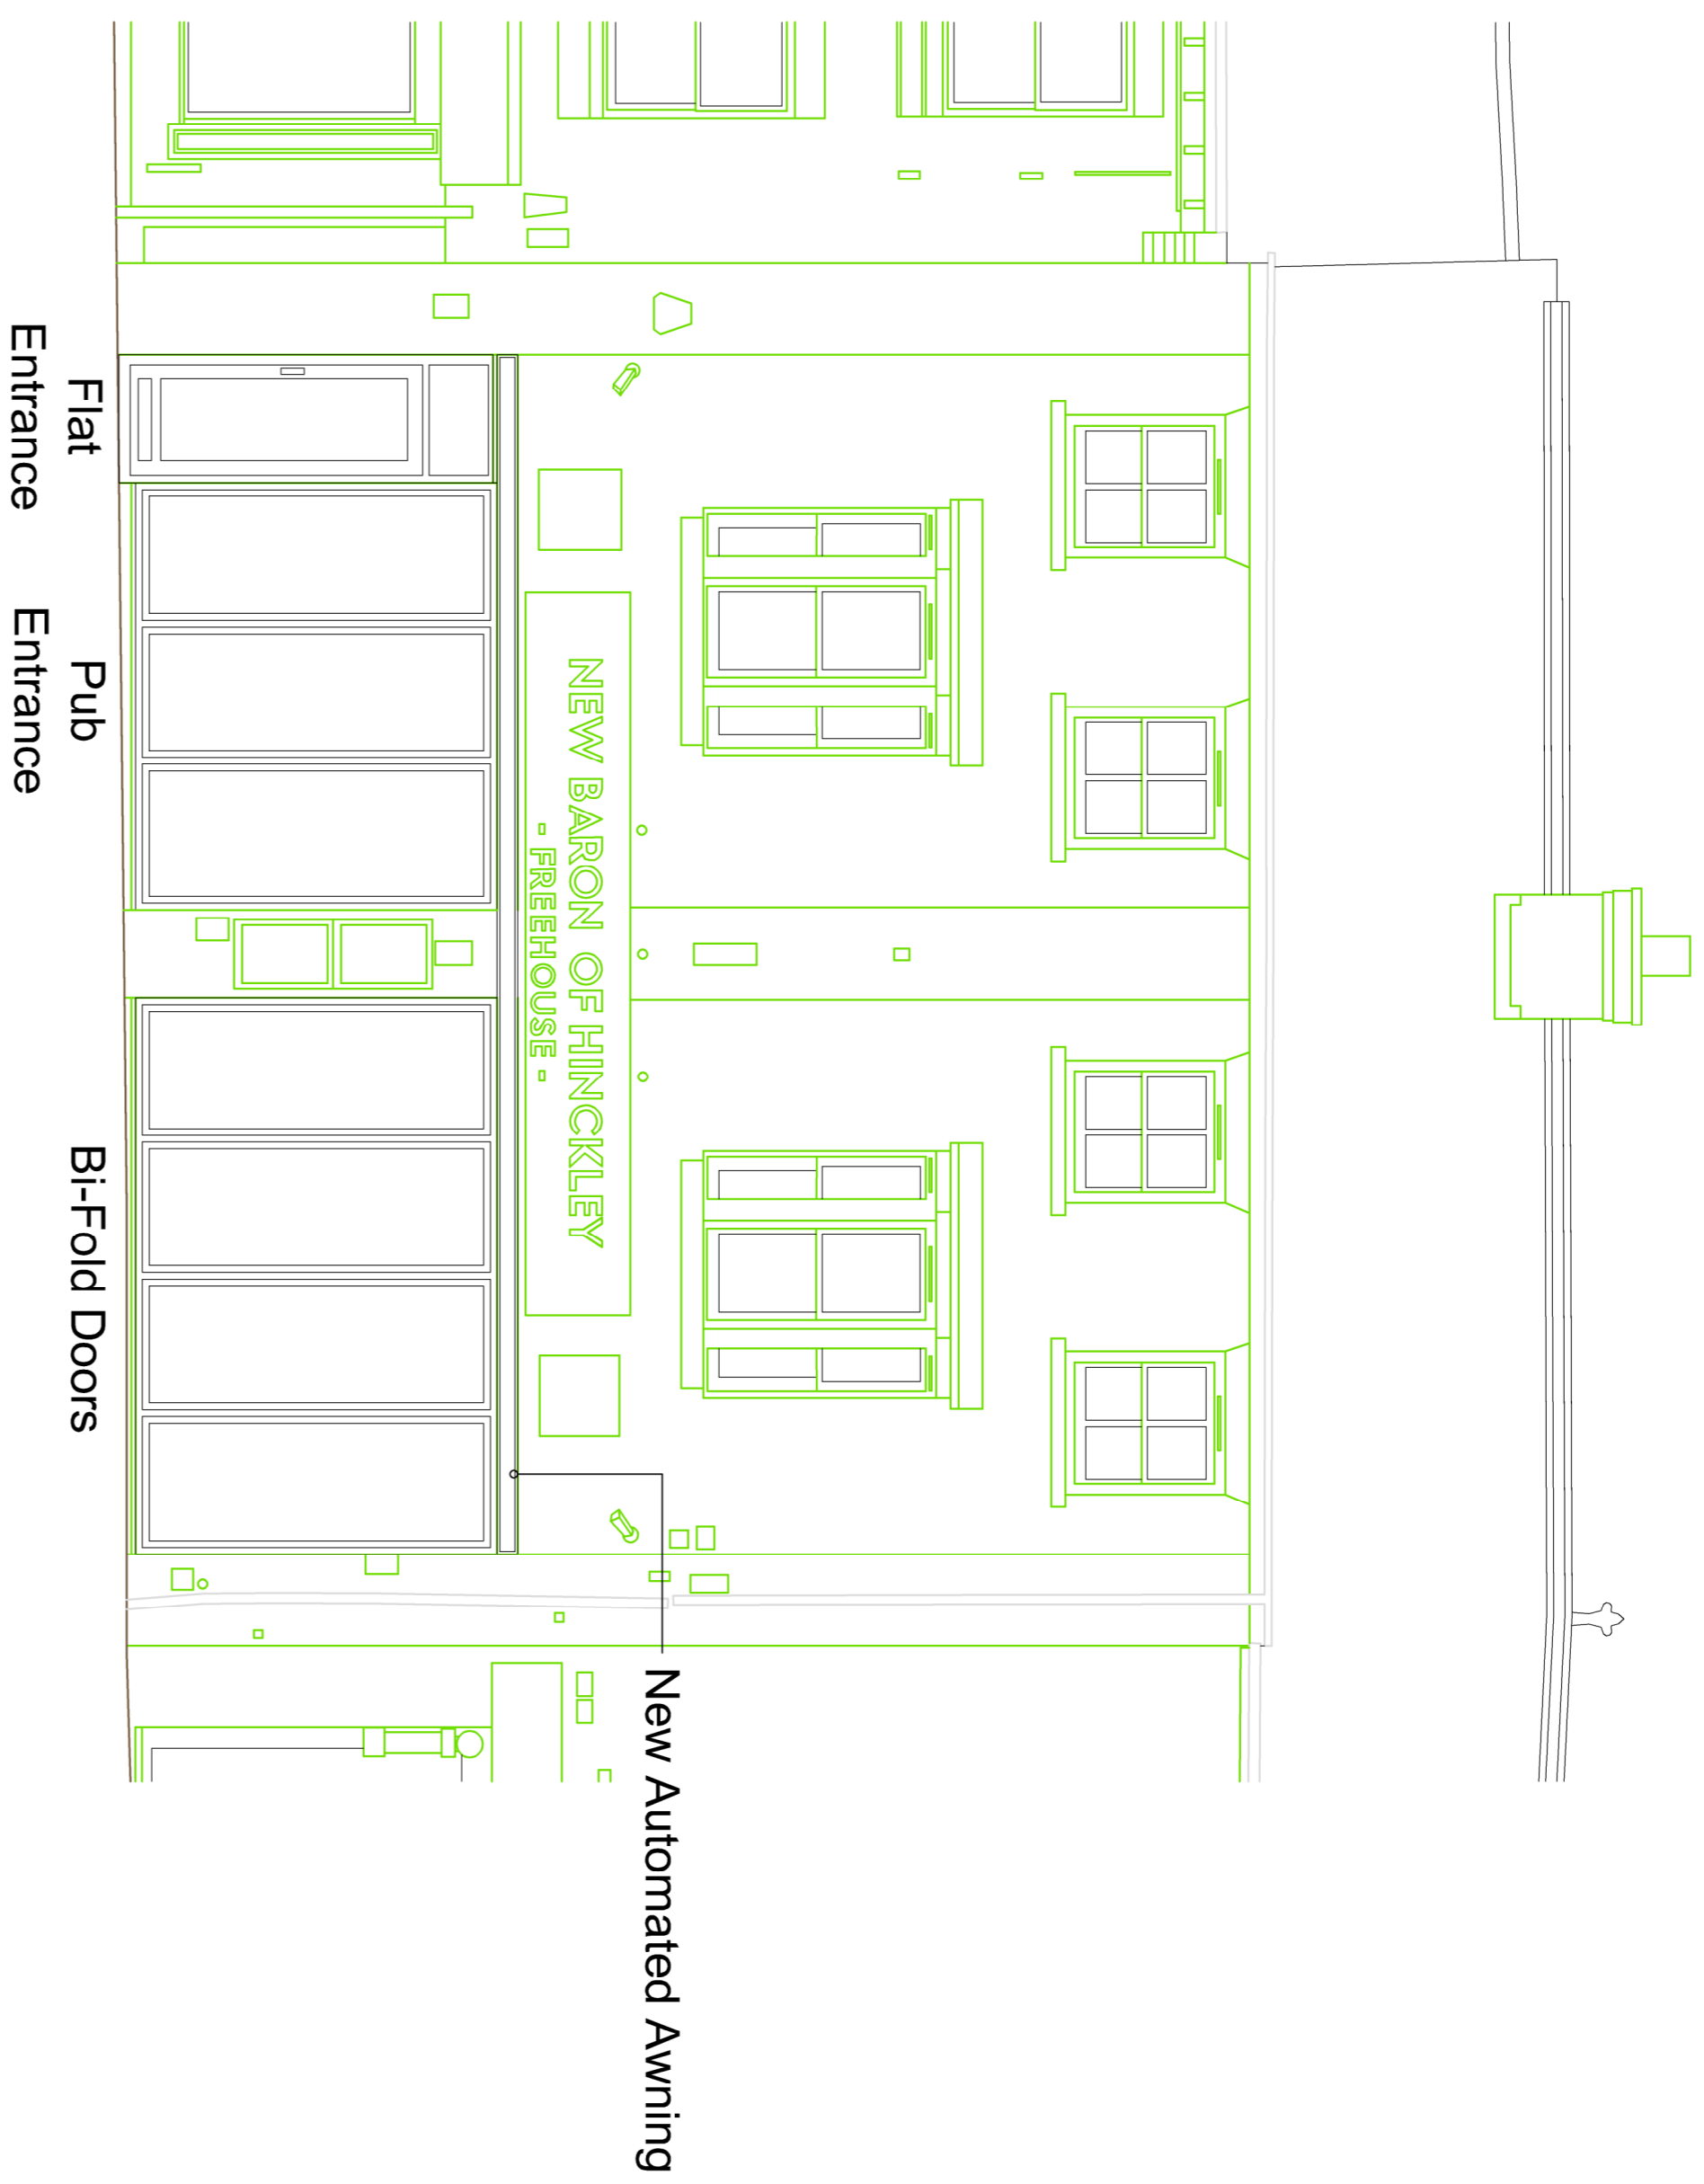 NEW BARON OF HINCKLEY
- FREEHOUSE -
New Automated Awning
Flat
Entrance
Pub
Entrance
Bi-Fold Doors